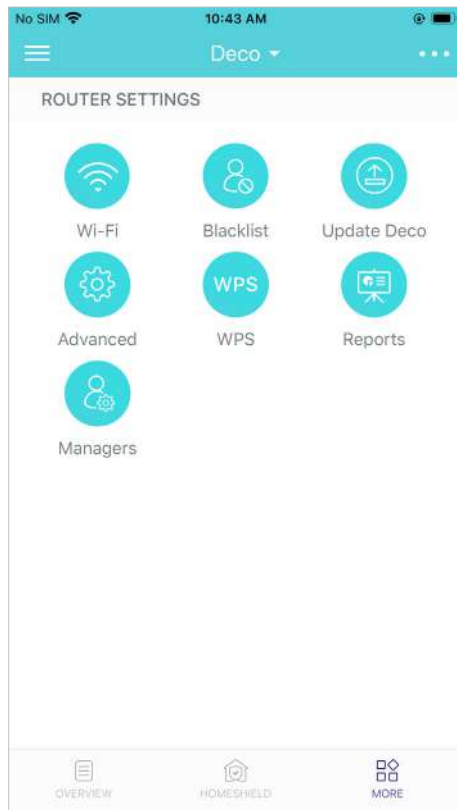 No SIM 10:43 AM
Deco
ROUTER SETTINGS
Wi-Fi Blacklist Update Deco
WPS
Advanced WPS Reports
Managers
OVERVIEW HOMESHIELD MORE